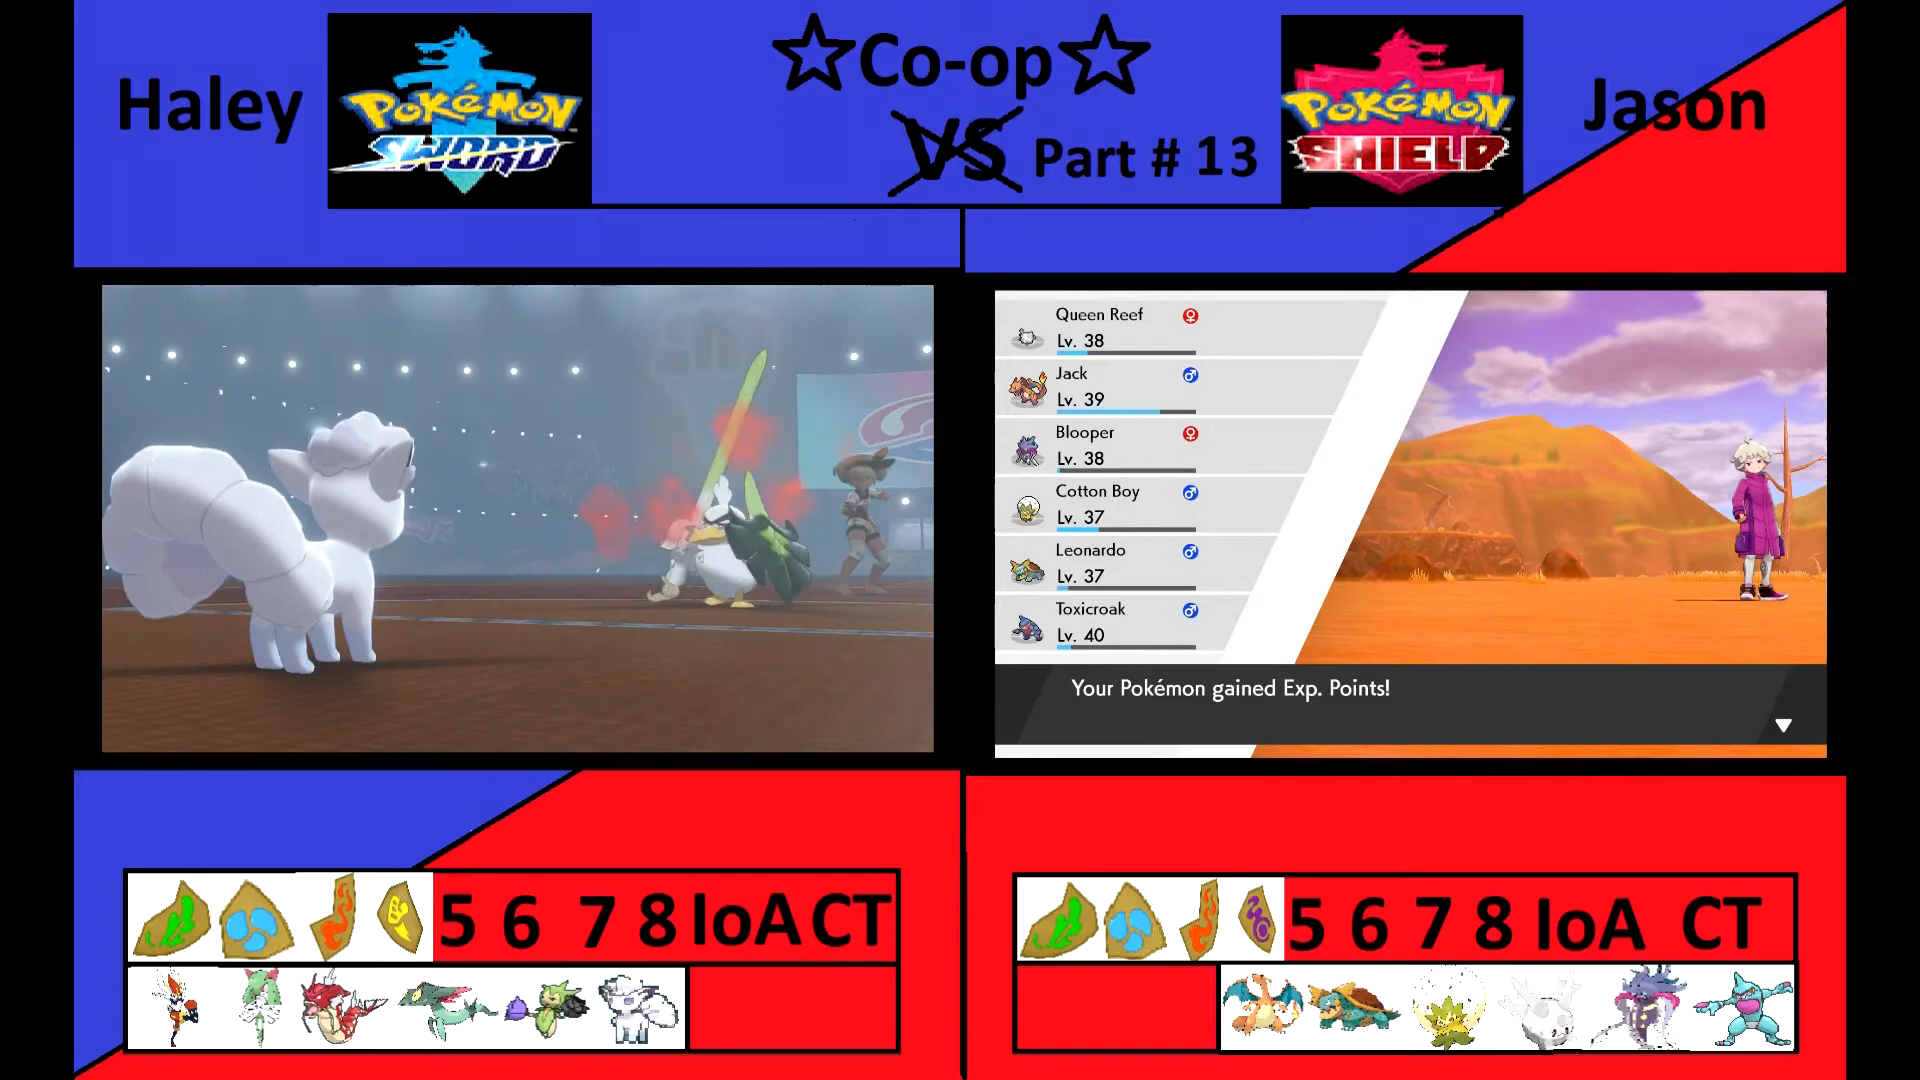 Haley
POKÉMON
SWORD
☆Co-op☆
VS Part # 13
POKÉMON
SHIELD
Jason
Queen Reef ♀
Lv. 38
Jack ♂
Lv. 39
Blooper ♀
Lv. 38
Cotton Boy ♂
Lv. 37
Leonardo ♂
Lv. 37
Toxicroak ♂
Lv. 40
Your Pokémon gained Exp. Points!
5 6 7 8 IoA CT
5 6 7 8 IoA CT